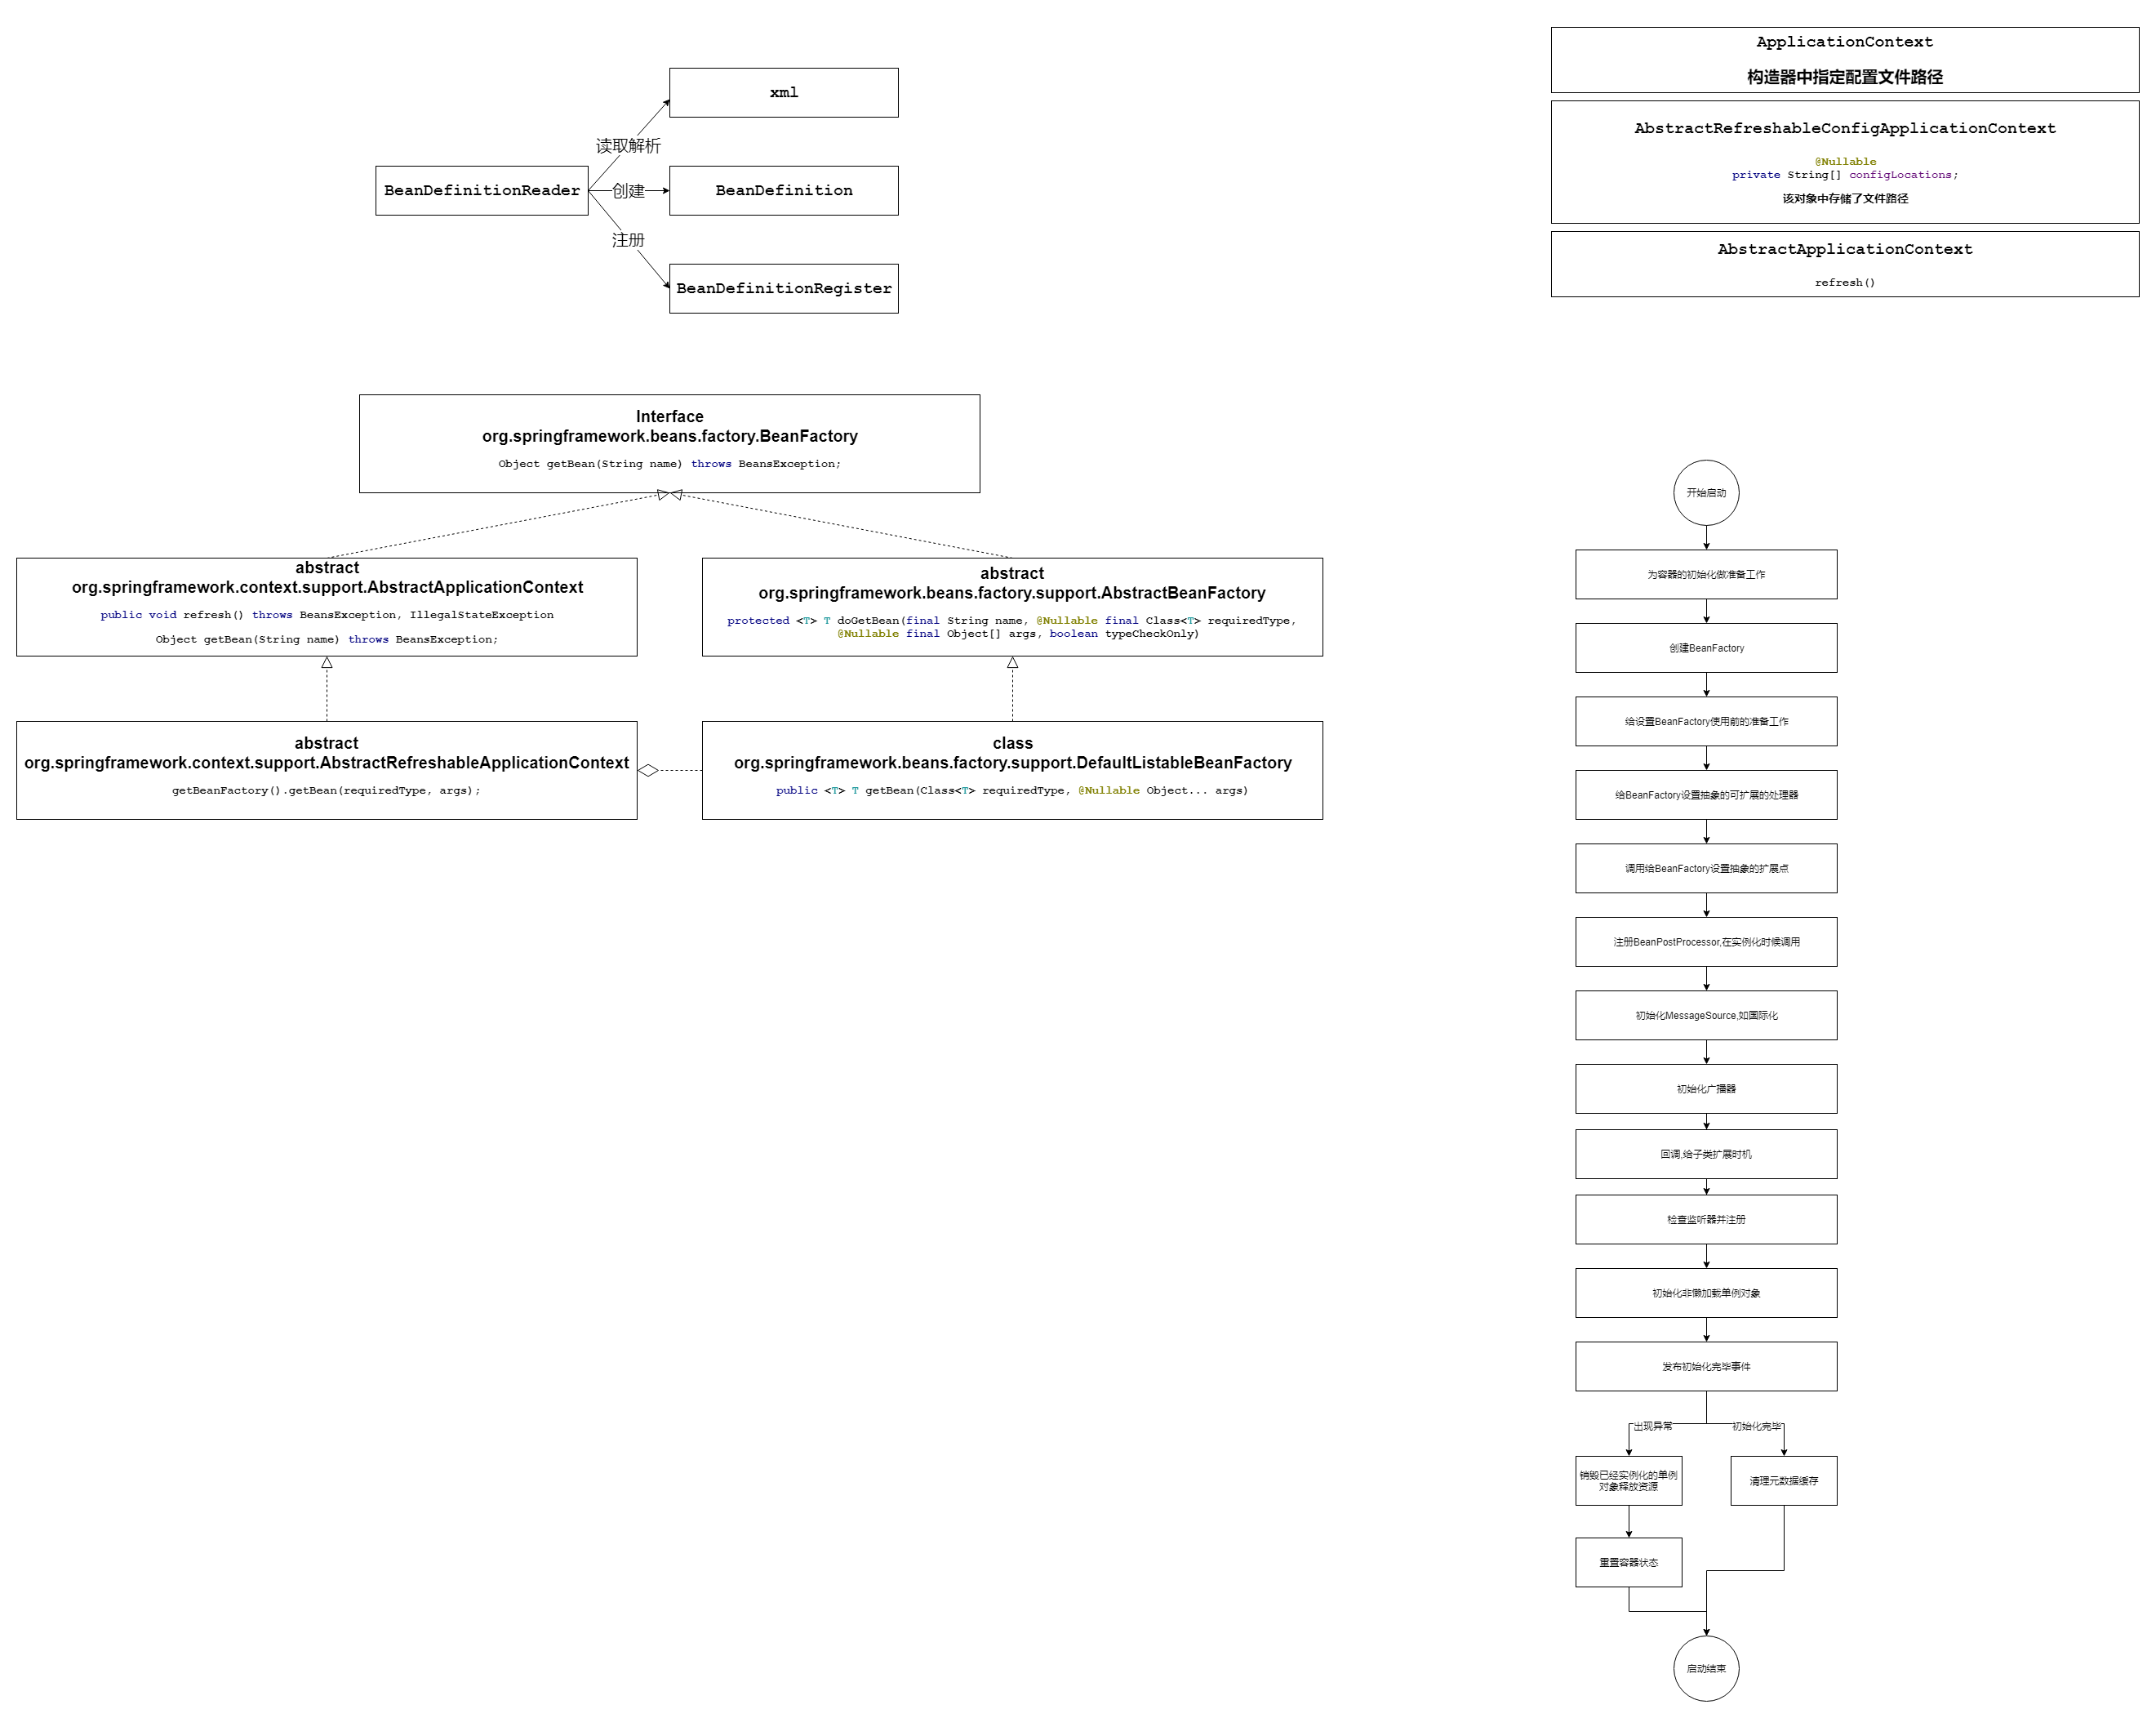 xml
读取解析
BeanDefinitionReader
创建
BeanDefinition
注册
BeanDefinitionRegister
ApplicationContext
构造器中指定配置文件路径
AbstractRefreshableConfigApplicationContext
@Nullable
private String[] configLocations;
该对象中存储了文件路径
AbstractApplicationContext
refresh()
Interface
org.springframework.beans.factory.BeanFactory
Object getBean(String name) throws BeansException;
abstract
org.springframework.context.support.AbstractApplicationContext
public void refresh() throws BeansException, IllegalStateException
Object getBean(String name) throws BeansException;
abstract
org.springframework.beans.factory.support.AbstractBeanFactory
protected <T> T doGetBean(final String name, @Nullable final Class<T> requiredType,
@Nullable final Object[] args, boolean typeCheckOnly)
abstract
org.springframework.context.support.AbstractRefreshableApplicationContext
getBeanFactory().getBean(requiredType, args);
class
org.springframework.beans.factory.support.DefaultListableBeanFactory
public <T> T getBean(Class<T> requiredType, @Nullable Object... args)
开始启动
为容器的初始化做准备工作
创建BeanFactory
给设置BeanFactory使用前的准备工作
给BeanFactory设置抽象的可扩展的处理器
调用给BeanFactory设置抽象的扩展点
注册BeanPostProcessor,在实例化时候调用
初始化MessageSource,如国际化
初始化广播器
回调,给子类扩展时机
检查监听器并注册
初始化非懒加载单例对象
发布初始化完毕事件
出现异常
初始化完毕
销毁已经实例化的单例
对象释放资源
清理元数据缓存
重置容器状态
启动结束